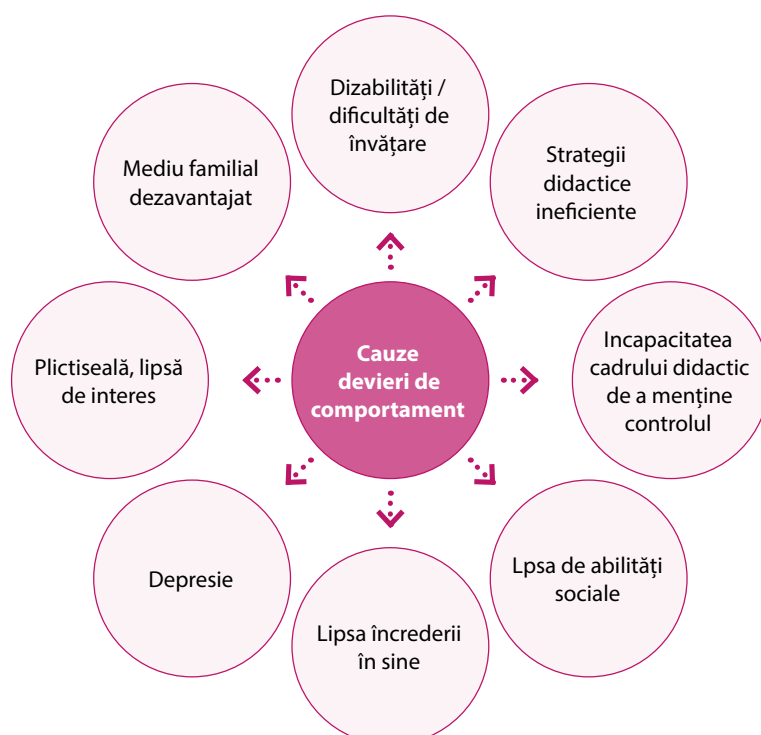 Dizabilități /
dificultăți de
învățare
Mediu familial
dezavantajat
Strategii
didactice
ineficiente
Plictiseală, lipsă
de interes
Cauze
devieri de
comportament
Incapacitatea
cadrului didactic
de a menține
controlul
Depresie
Lipsa încrederii
în sine
Lpsa de abilități
sociale